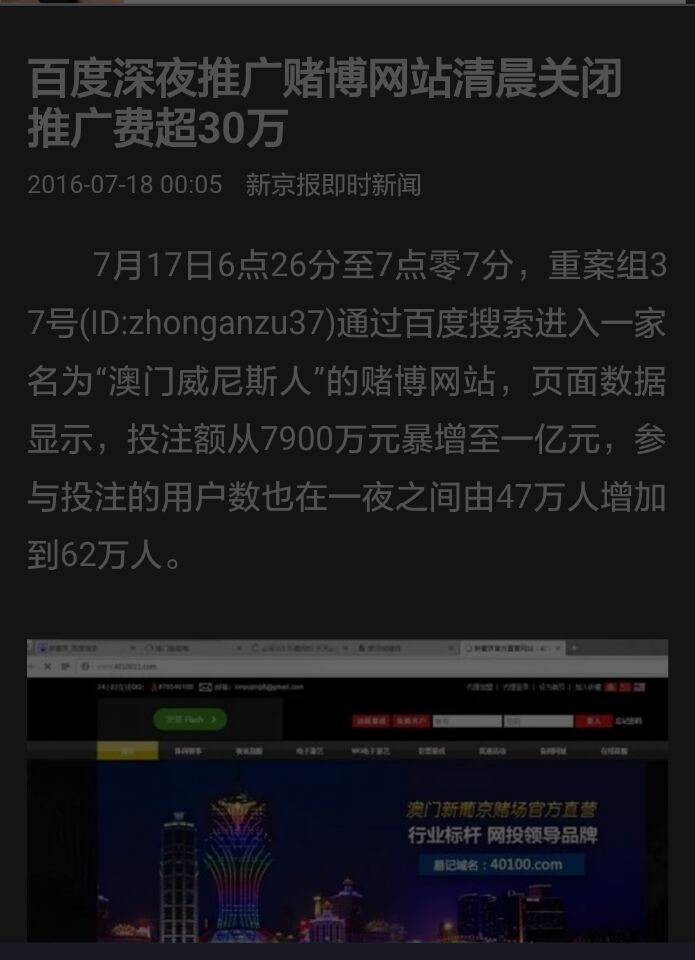 百度深夜推广赌博网站清晨关闭
推广费超30万
2016-07-18 00:05 新京报即时新闻
7月17日6点26分至7点零7分，重案组3
7号(ID:zhonganzu37)通过百度搜索进入一家
名为“澳门威尼斯人”的赌博网站，页面数据
显示，投注额从7900万元暴增至一亿元，参
与投注的用户数也在一夜之间由47万人增加
到62万人。
安装 Flash
澳门新葡京赌场官方直营
行业标杆 网投领导品牌
易记域名：40100.com